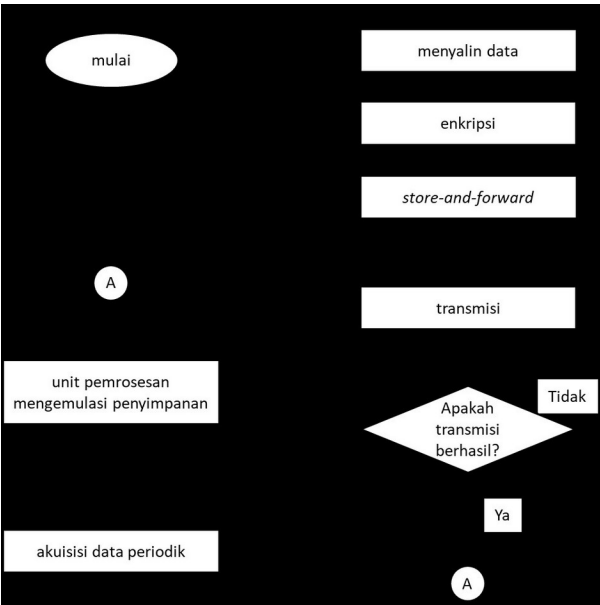 mulai
A
unit pemrosesan
mengemulasi penyimpanan
akuisisi data periodik
menyalin data
enkripsi
store-and-forward
transmisi
Apakah
transmisi
berhasil?
Tidak
Ya
A